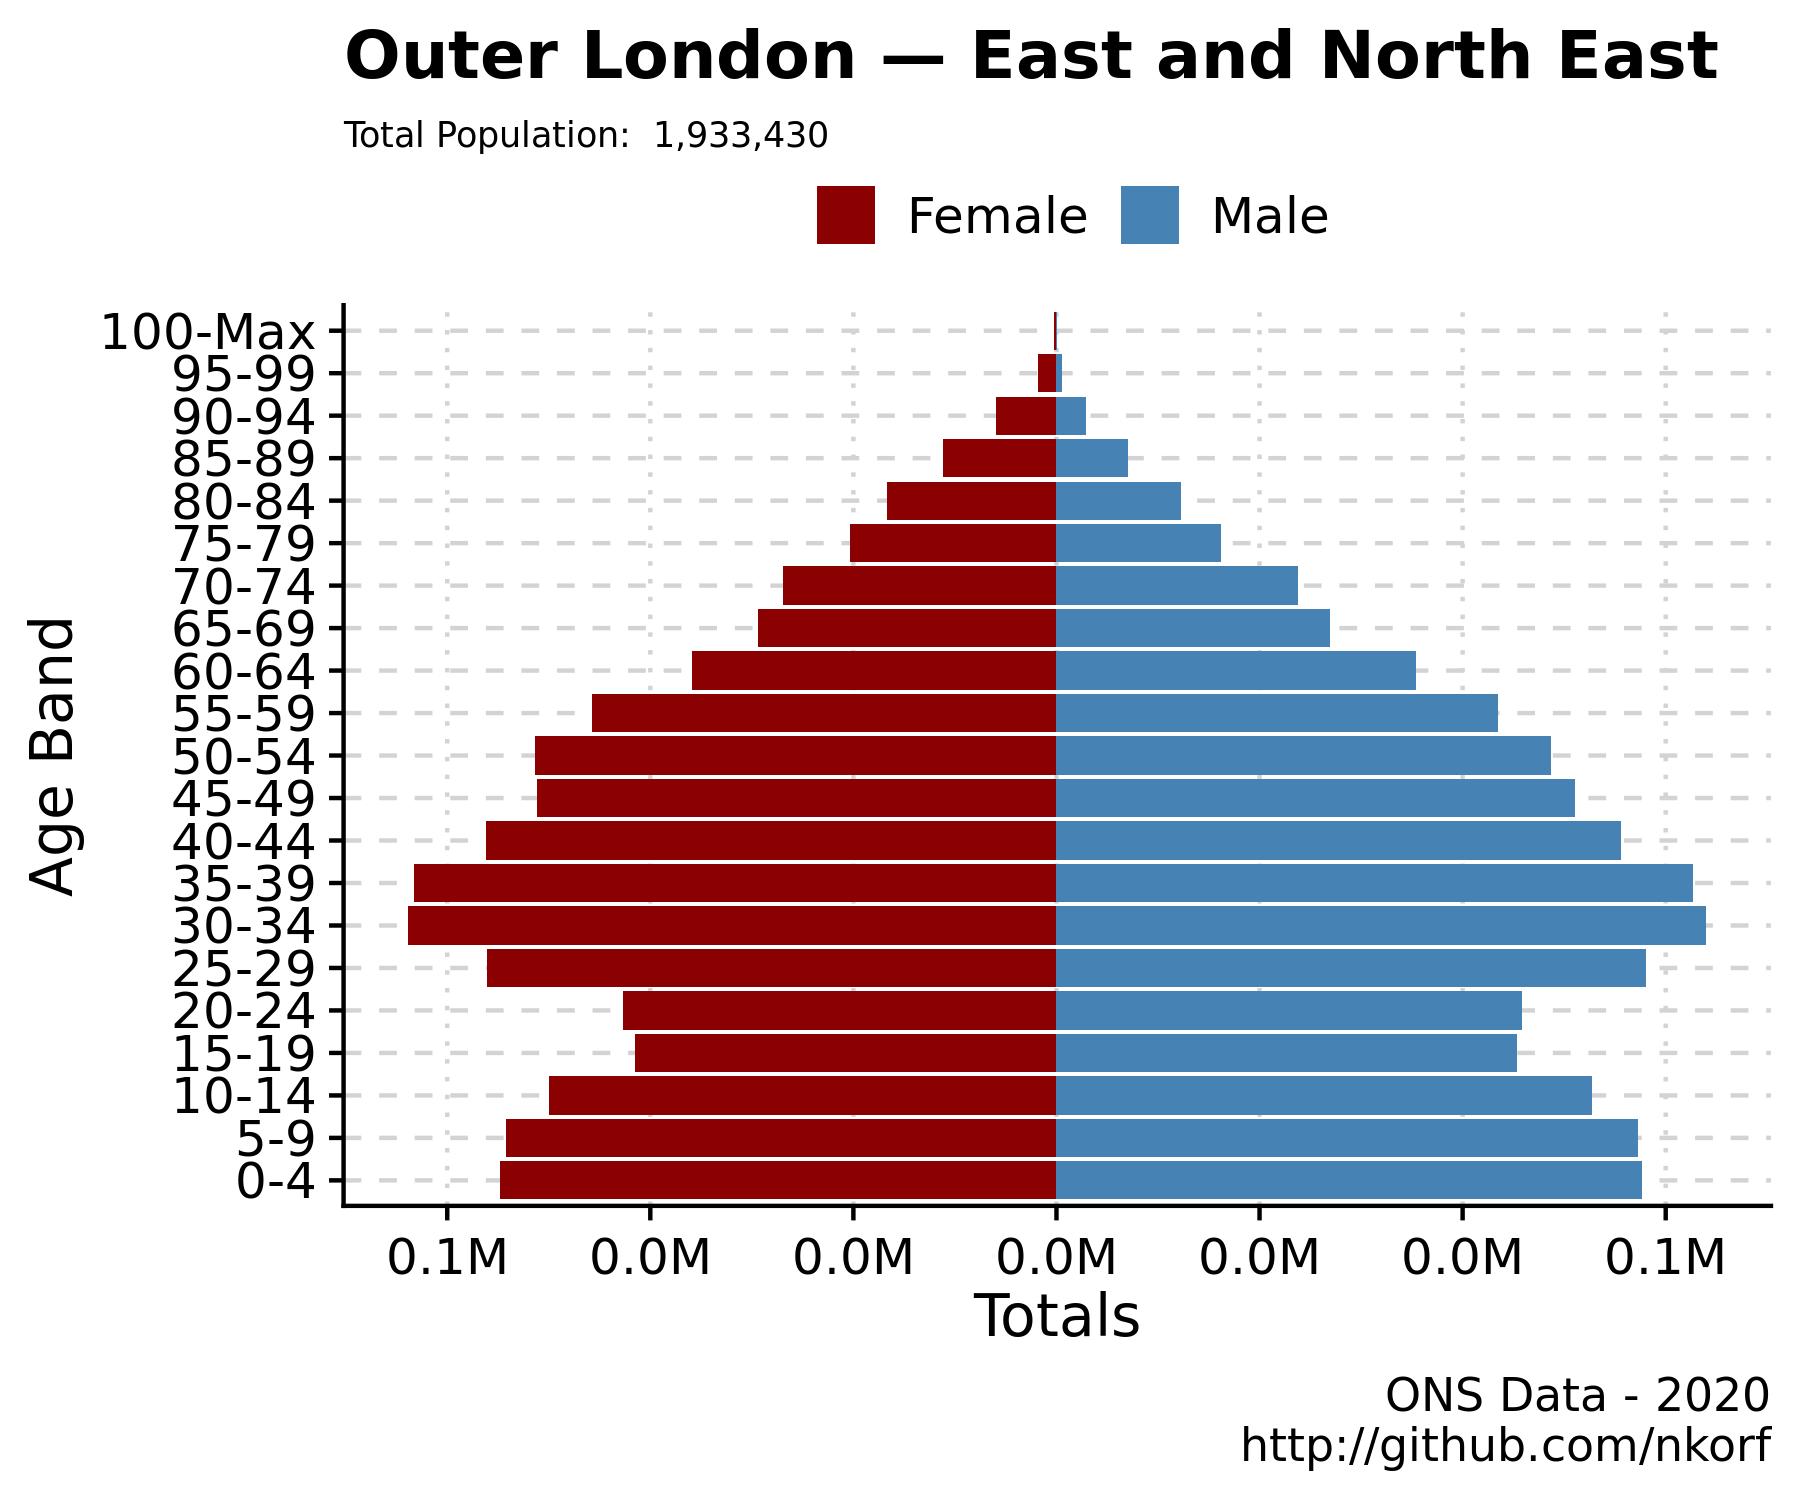 Outer London — East and North East
Total Population:  1,933,430
Female Male
100-Max
95-99
90-94
85-89
80-84
75-79
70-74
65-69
60-64
55-59
50-54
45-49
40-44
35-39
30-34
25-29
20-24
15-19
10-14
5-9
0-4
Age Band
0.1M 0.0M 0.0M 0.0M 0.0M 0.0M 0.1M
Totals
ONS Data - 2020
http://github.com/nkorf